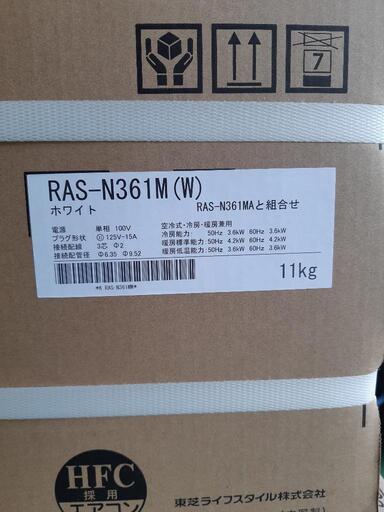 7
RAS-N361M(W)
ホワイト
RAS-N361MAと組合せ
電源 単相 100V
プラグ形状 125V-15A
接続配線 3芯 Φ2
接続配管径 Φ6.35 Φ9.52
空冷式・冷房・暖房兼用
冷房能力: 50Hz 3.6kW 60Hz 3.6kW
暖房標準能力: 50Hz 4.2kW 60Hz 4.2kW
暖房低温能力: 50Hz 3.6kW 60Hz 3.6kW
11kg
HFC
採用
エアコン
東芝ライフスタイル株式会社